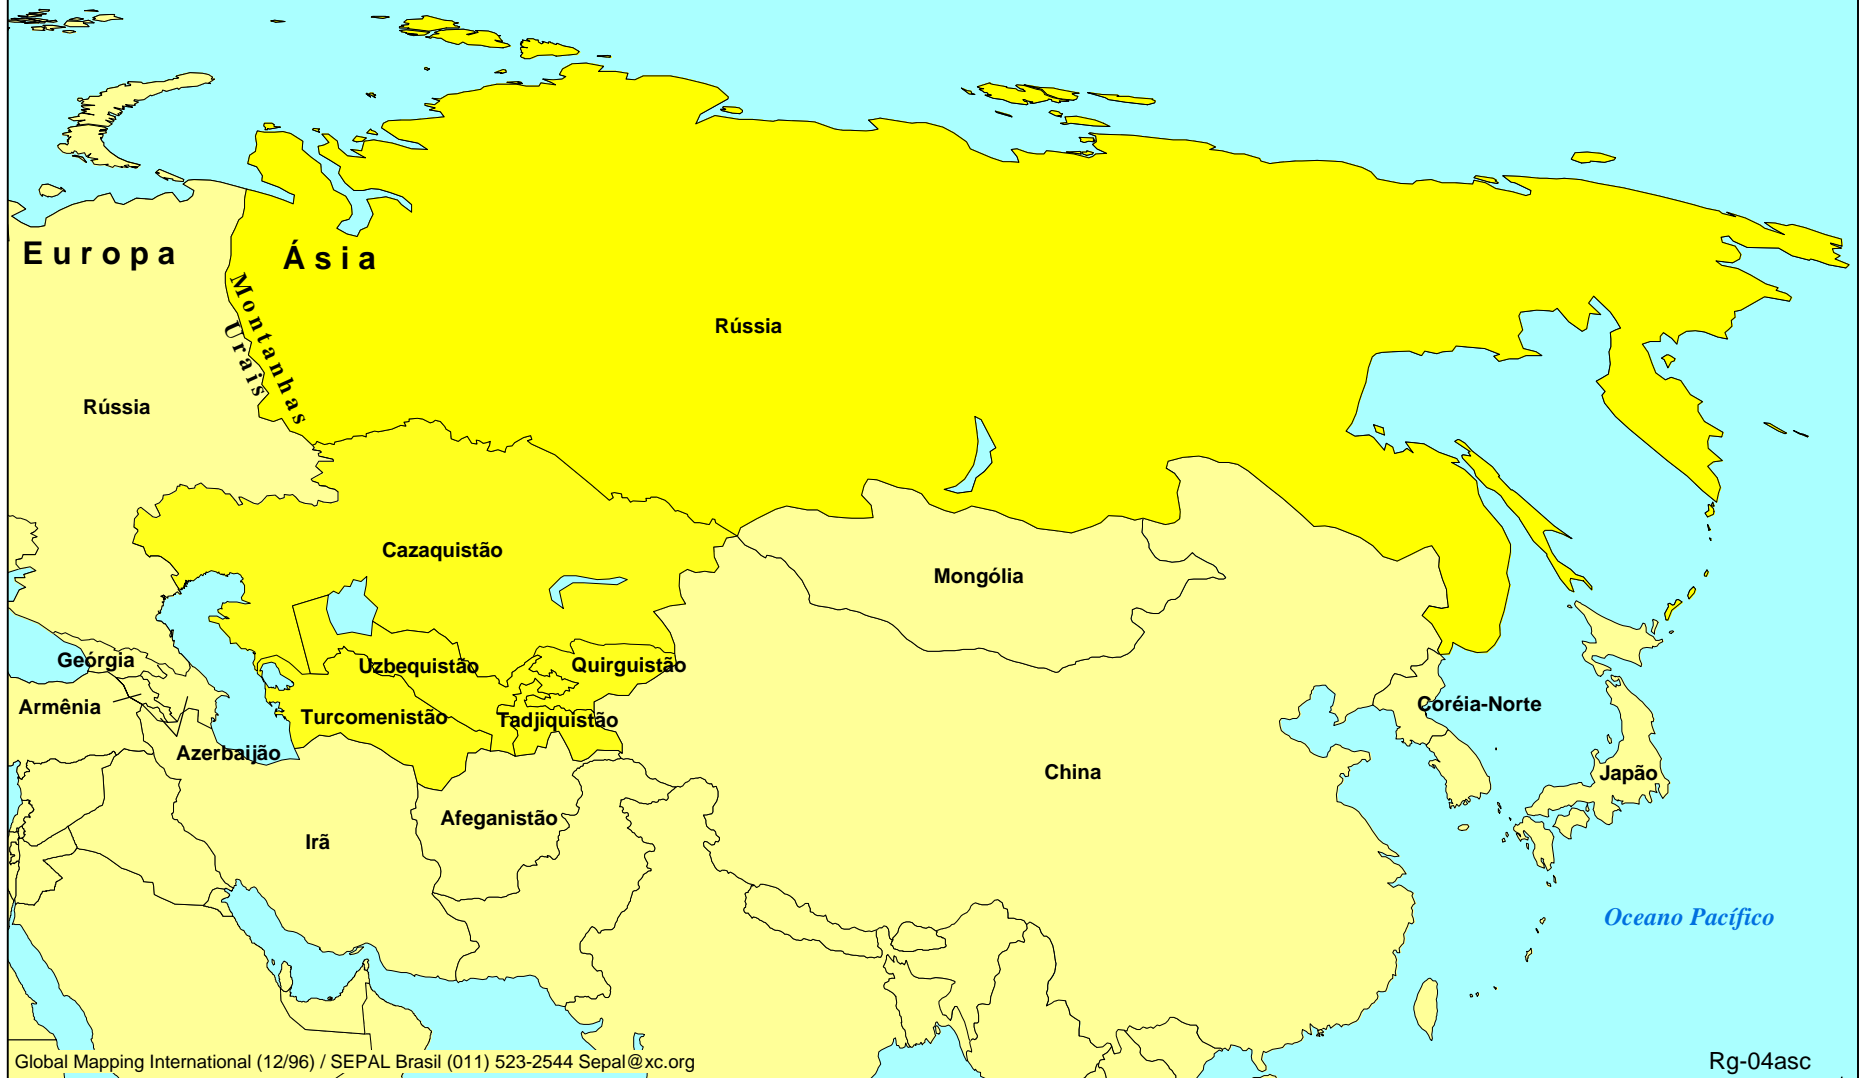 Europa
Ásia
Montanhas
Urais
Rússia
Rússia
Cazaquistão
Mongólia
Geórgia
Uzbequistão
Quirguistão
Armênia
Turcomenistão
Tadjiquistão
Coréia-Norte
Azerbaijão
China
Japão
Afeganistão
Irã
Oceano Pacífico
Global Mapping International (12/96) / SEPAL Brasil (011) 523-2544 Sepal@xc.org
Rg-04asc